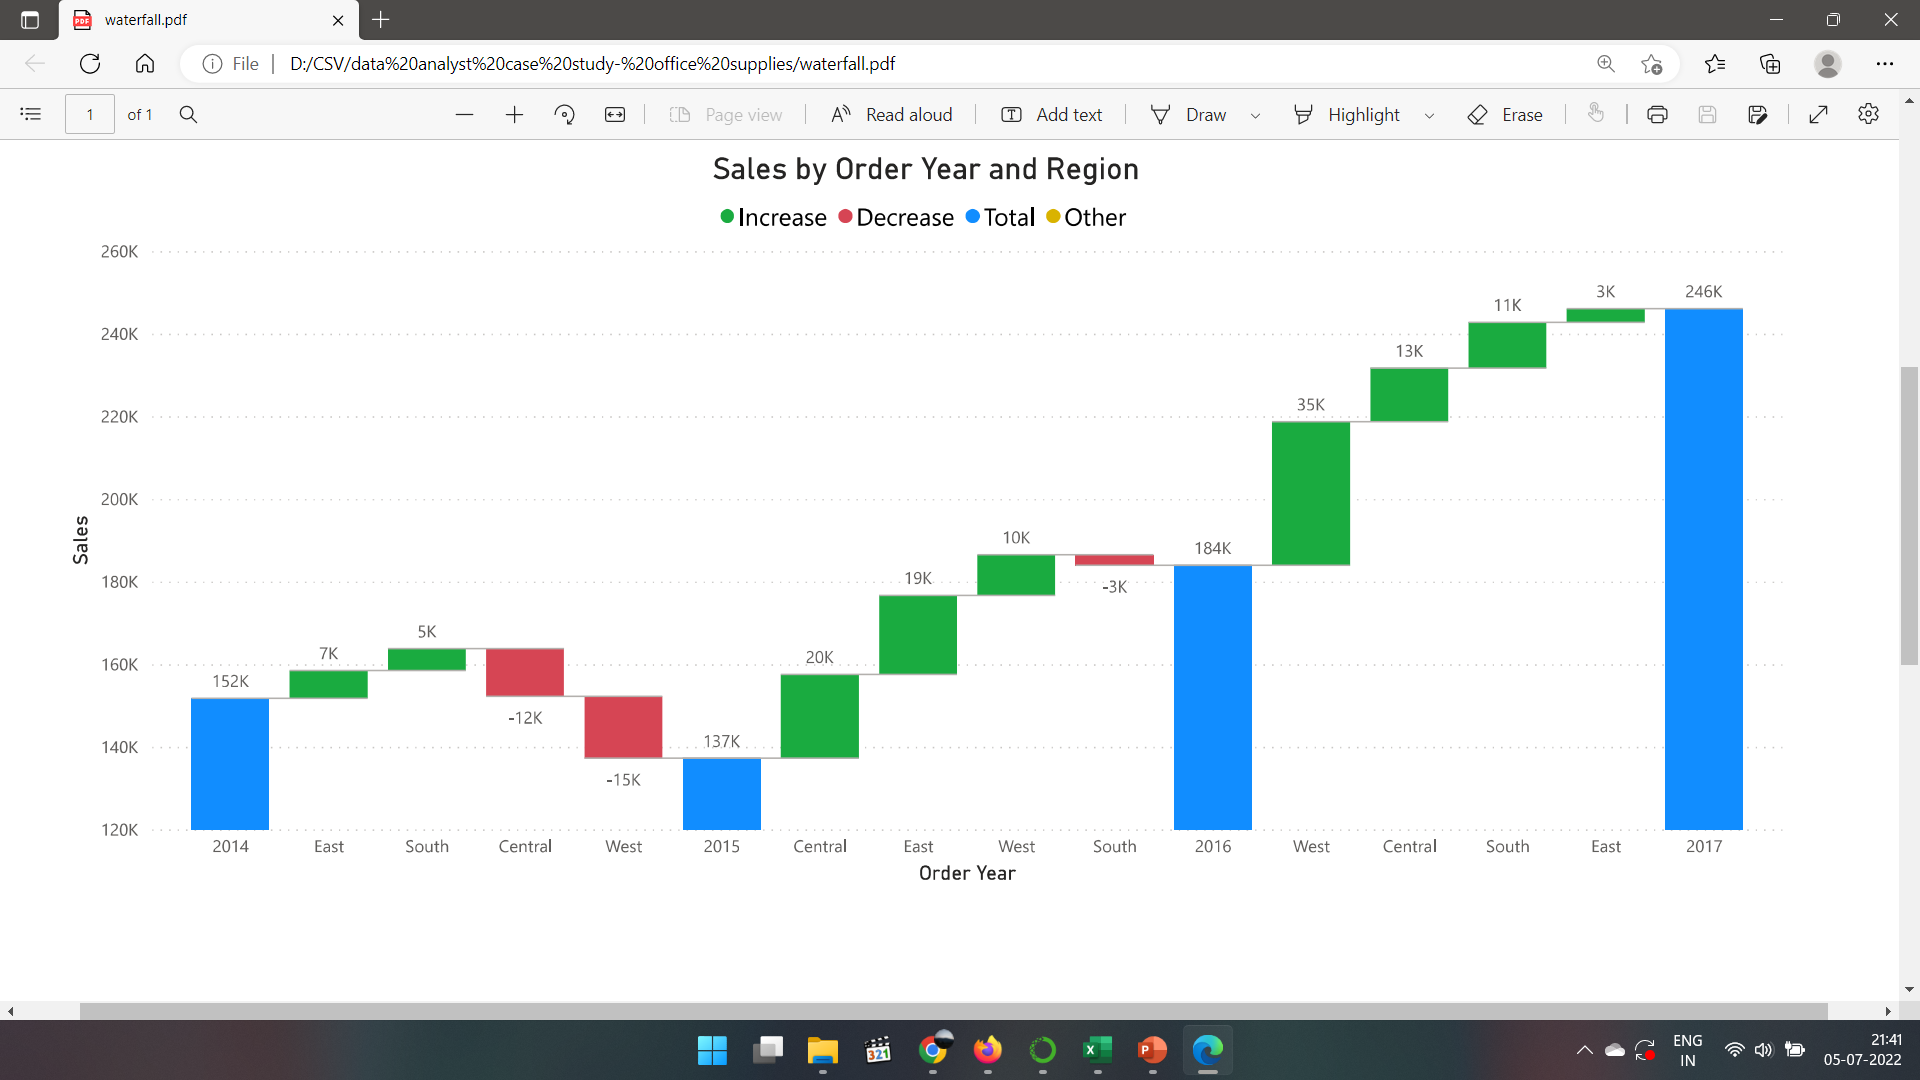 waterfall.pdf
File | D:/CSV/data%20analyst%20case%20study-%20office%20supplies/waterfall.pdf
1 of 1 Page view Read aloud Add text Draw Highlight Erase
Sales by Order Year and Region
Increase Decrease Total Other
260K
240K
220K
200K
180K
160K
140K
120K
Sales
152K
7K
5K
-12K
-15K
137K
20K
19K
10K
-3K
184K
35K
13K
11K
3K
246K
2014 East South Central West 2015 Central East West South 2016 West Central South East 2017
Order Year
PDF
321
ENG
IN
21:41
05-07-2022